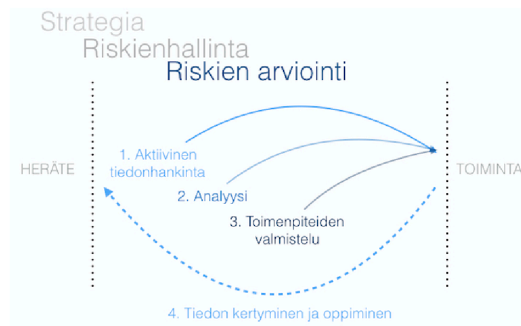 Strategia
Riskienhallinta
Riskien arviointi
1. Aktiivinen
tiedonhankinta
HERÄTE
TOIMINTA
2. Analyysi
3. Toimenpiteiden
valmistelu
4. Tiedon kertyminen ja oppiminen